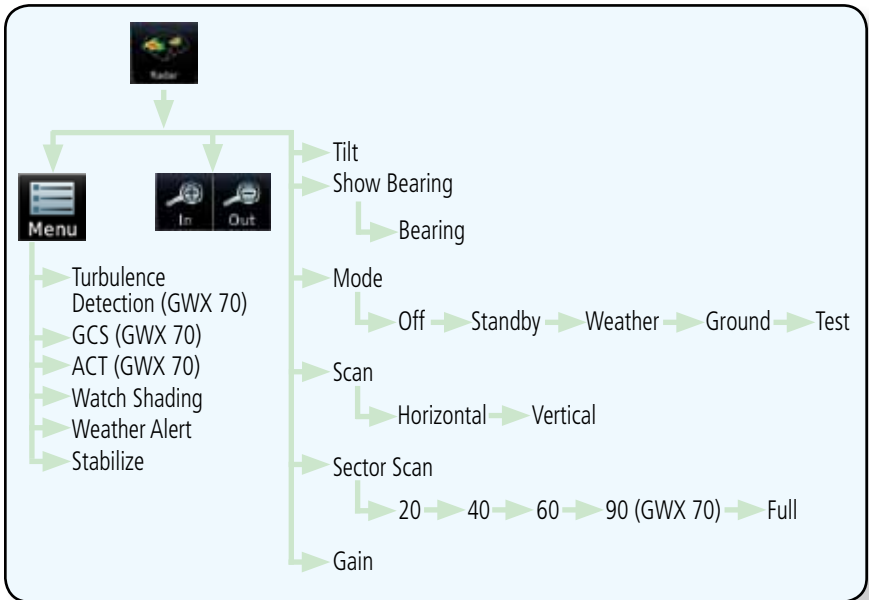 Radar
Menu
In Out
Turbulence
Detection (GWX 70)
GCS (GWX 70)
ACT (GWX 70)
Watch Shading
Weather Alert
Stabilize
Tilt
Show Bearing
Bearing
Mode
Off Standby Weather Ground Test
Scan
Horizontal Vertical
Sector Scan
20 40 60 90 (GWX 70) Full
Gain